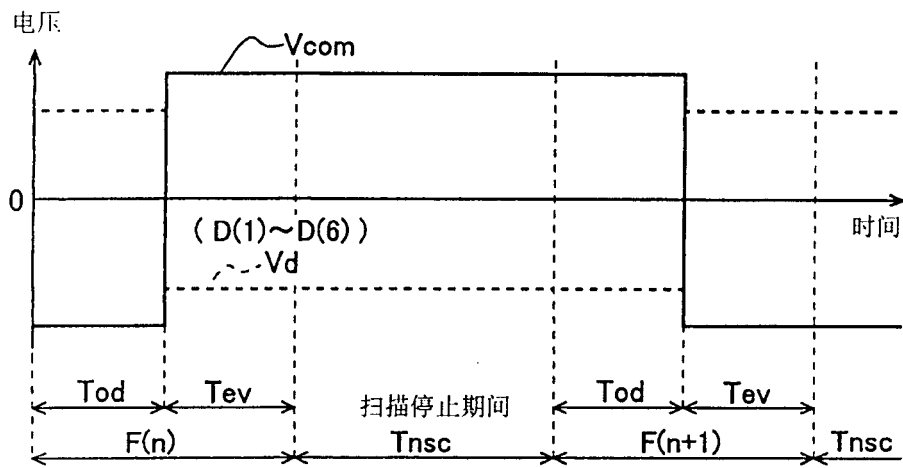 电压
Vcom
0
( D(1)~D(6) )
时间
Vd
Tod
Tev
扫描停止期间
Tod
Tev
F(n)
Tnsc
F(n+1)
Tnsc